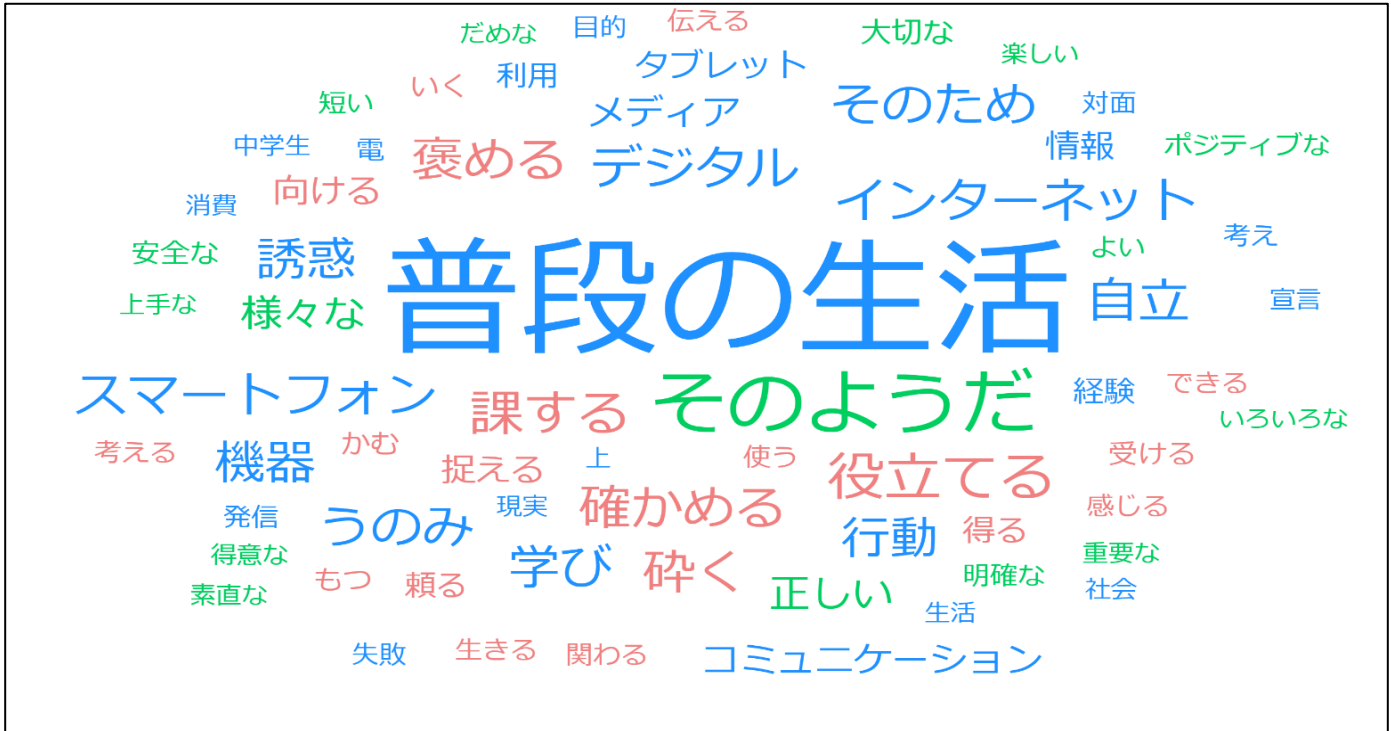 だめな 目的 伝える 大切な 楽しい
いく 利用 タブレット
短い メディア そのため 対面
中学生 電 褒める デジタル 情報 ポジティブな
消費 向ける インターネット
安全な 誘惑 よい 考え
上手な 様々な 普段の生活 自立 宣言
スマートフォン 課する そのようだ 経験 できる いろいろな
考える 機器 かむ 捉える 上 使う 役立てる 受ける
発信 うのみ 現実 確かめる 行動 得る 感じる
得意な 学び 砕く 明確な 重要な
素直な もつ 頼る 正しい 生活 社会
失敗 生きる 関わる コミュニケーション